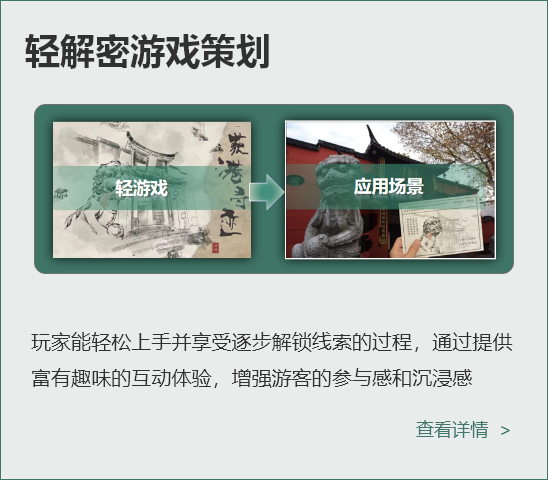 轻解密游戏策划
轻游戏
应用场景
玩家能轻松上手并享受逐步解锁线索的过程，通过提供
富有趣味的互动体验，增强游客的参与感和沉浸感
查看详情 >